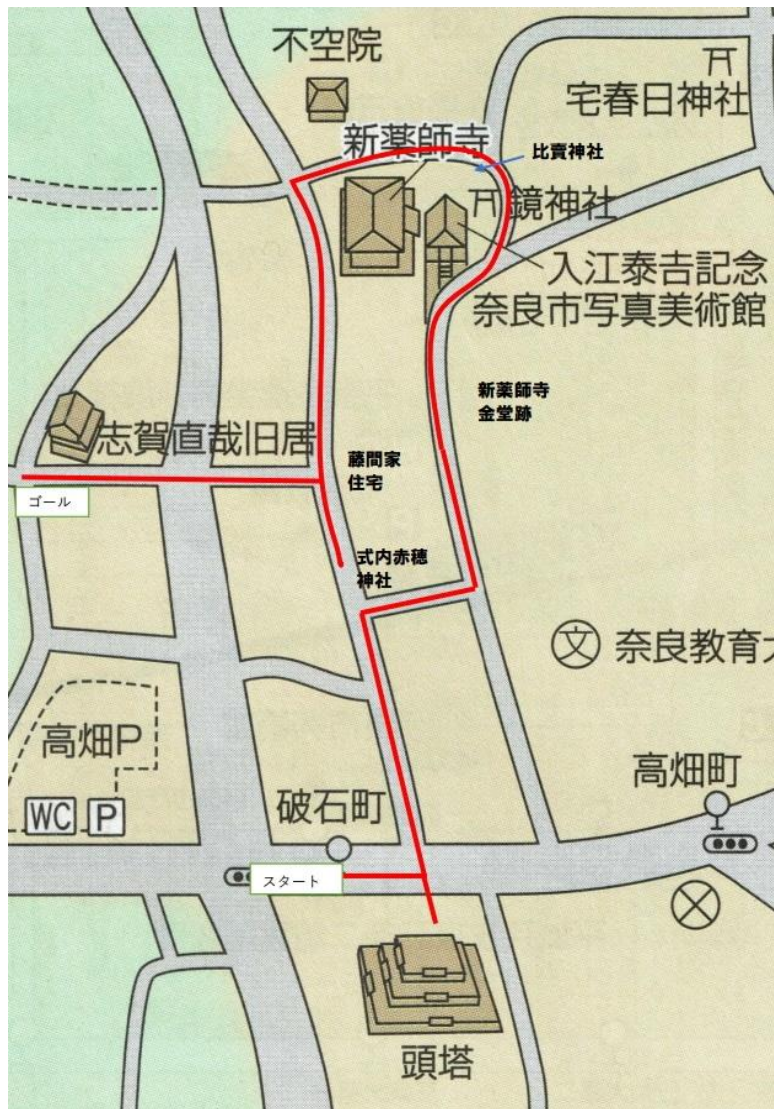 不空院
宅春日神社
新薬師寺
比賣神社
鏡神社
入江泰𠮷記念
奈良市写真美術館
新薬師寺
金堂跡
志賀直哉旧居
藤間家
住宅
ゴール
式内赤穂
神社
文
奈良教育大
高畑P
高畑町
WC
P
破石町
スタート
頭塔